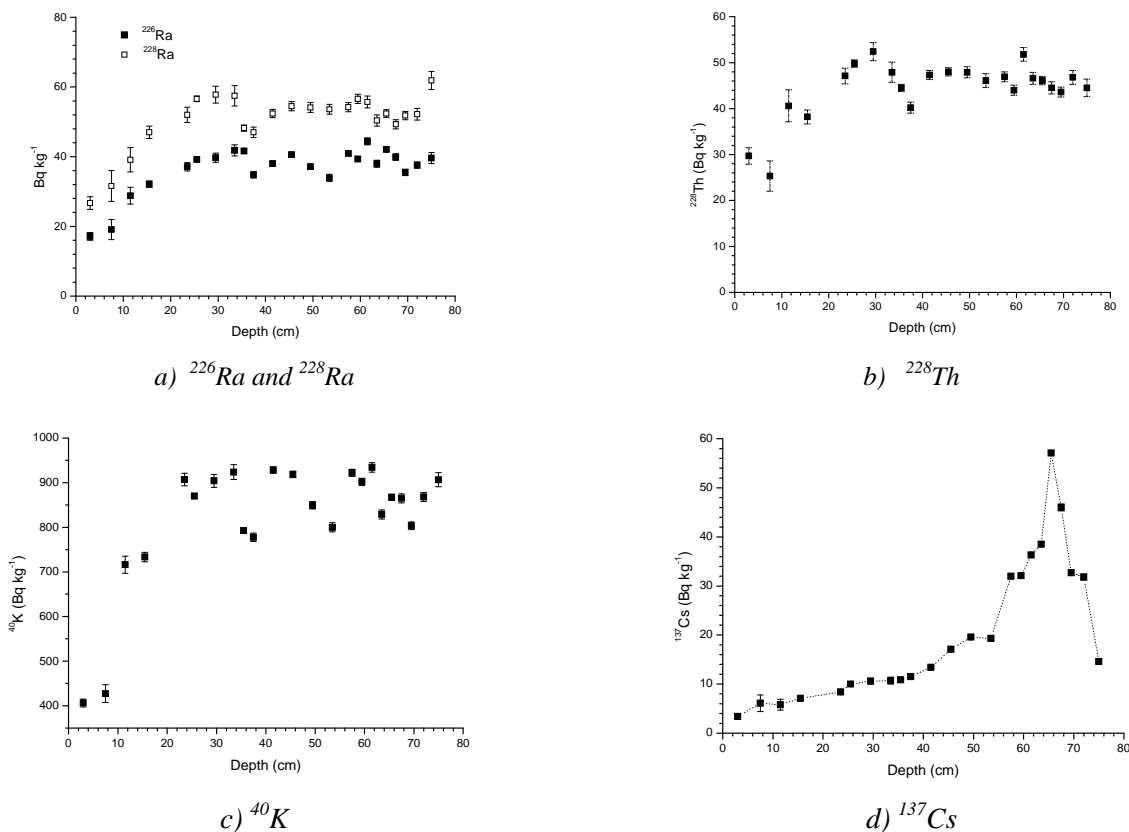 80
60
40
20
0
Bq kg⁻¹
²²⁶Ra
²²⁸Ra
0 10 20 30 40 50 60 70 80
Depth (cm)
a) ²²⁶Ra and ²²⁸Ra
60
50
40
30
20
10
0
²²⁸Th (Bq kg⁻¹)
0 10 20 30 40 50 60 70 80
Depth (cm)
b) ²²⁸Th
1000
900
800
700
600
500
400
⁴⁰K (Bq kg⁻¹)
0 10 20 30 40 50 60 70 80
Depth (cm)
c) ⁴⁰K
60
50
40
30
20
10
0
¹³⁷Cs (Bq kg⁻¹)
0 10 20 30 40 50 60 70 80
Depth (cm)
d) ¹³⁷Cs